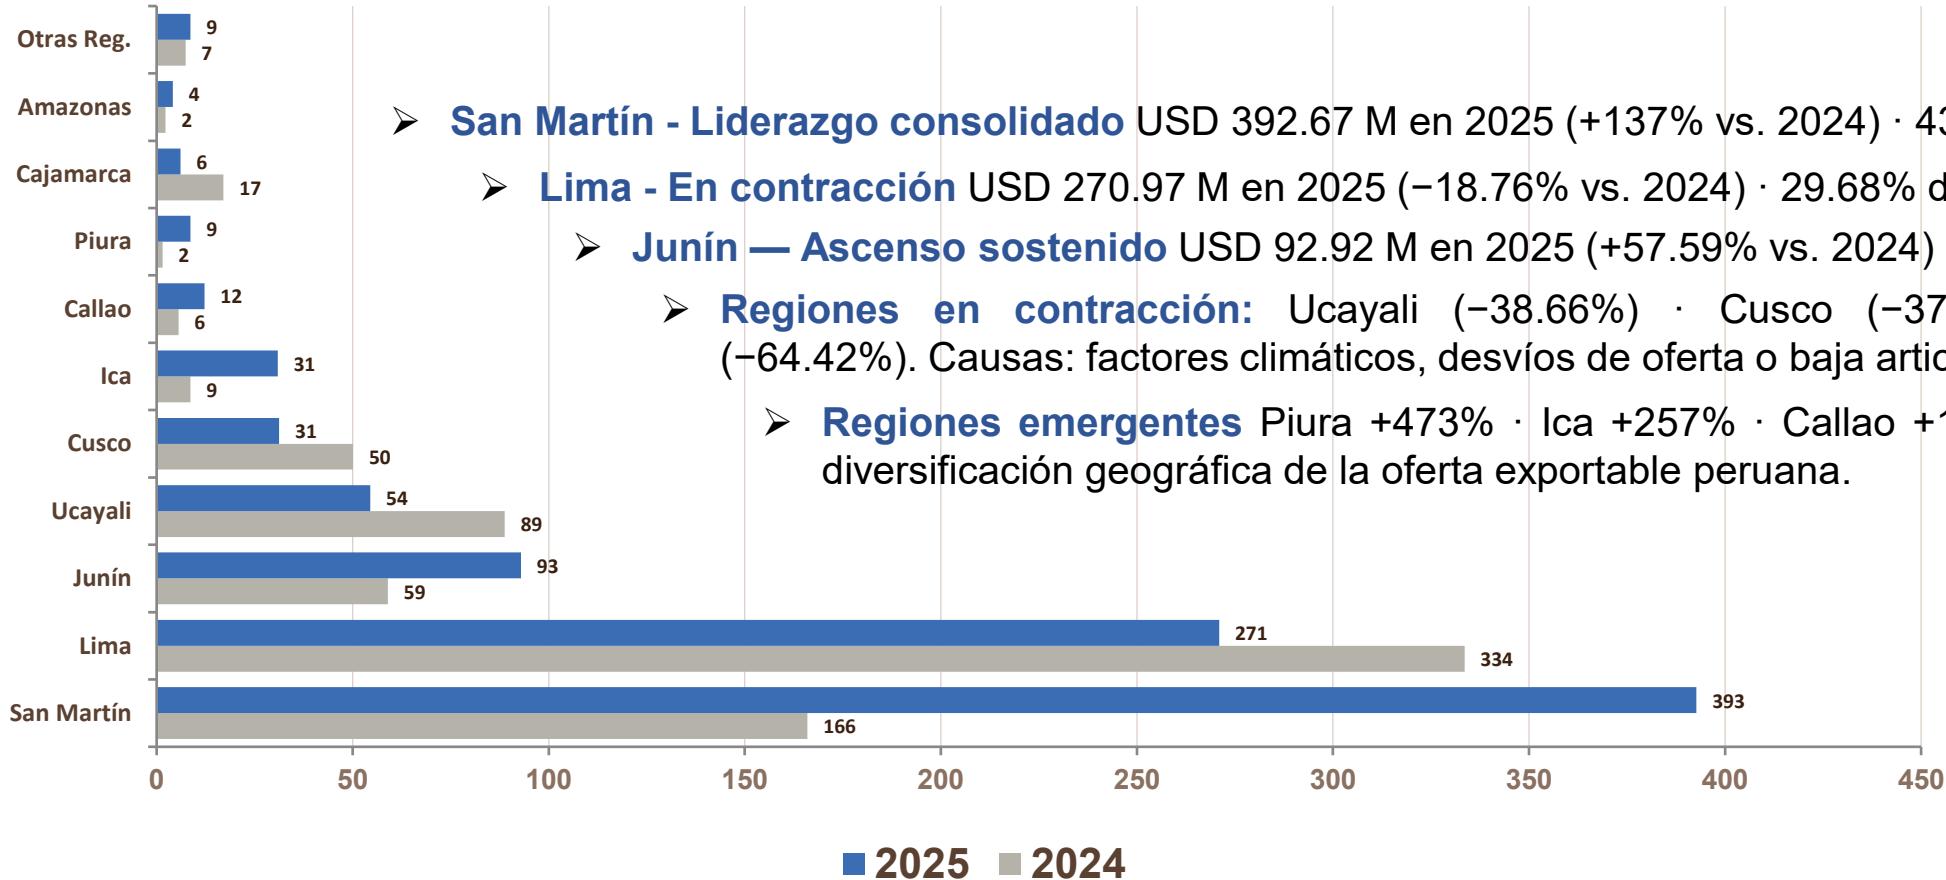 Otras Reg.
9
7
Amazonas
4
2
Cajamarca
6
17
Piura
9
2
Callao
12
6
Ica
31
9
Cusco
31
50
Ucayali
54
89
Junín
93
59
Lima
271
334
San Martín
393
166
➢ San Martín - Liderazgo consolidado USD 392.67 M en 2025 (+137% vs. 2024) ·
➢ Lima - En contracción USD 270.97 M en 2025 (−18.76% vs. 2024) · 29.68%
➢ Junín — Ascenso sostenido USD 92.92 M en 2025 (+57.59% vs. 2024)
➢ Regiones en contracción: Ucayali (−38.66%) · Cusco
(−64.42%). Causas: factores climáticos, desvíos de oferta o baja
➢ Regiones emergentes Piura +473% · Ica +257% · Callao
diversificación geográfica de la oferta exportable peruana.
0 50 100 150 200 250 300 350 400 450
2025 2024